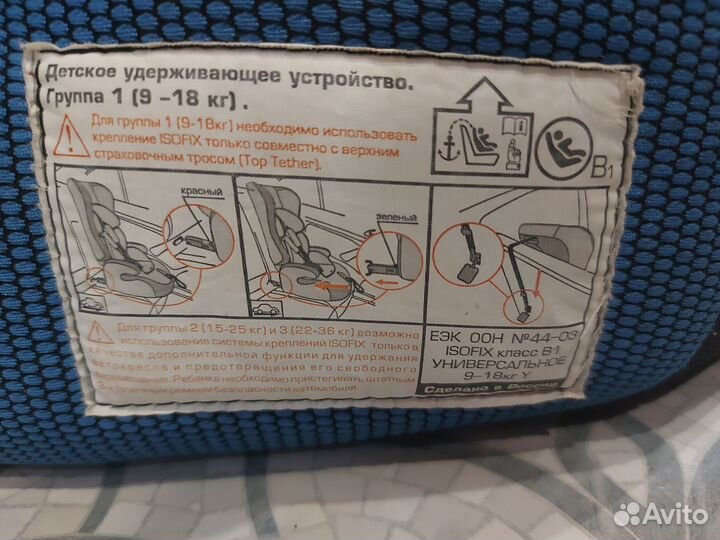 Детское удерживающее устройство.
Группа 1 (9 –18 кг) .
Для группы 1 (9-18кг) необходимо использовать
крепление ISOFIX только совместно с верхним
страховочным тросом (Top Tether).
B1
красный
зеленый
Для группы 2 (15-25 кг) и 3 (22-36 кг) возможно
использование системы креплений ISOFIX только в
качестве дополнительной функции для удержания
автокресла и предотвращения его свободного
перемещения. Ребенка необходимо пристегивать штатным
3х точечным ремнем безопасности автомобиля.
ЕЭК ООН №44-03
ISOFIX класс B1
УНИВЕРСАЛЬНОЕ
9-18кг Y
Сделано в России
Avito